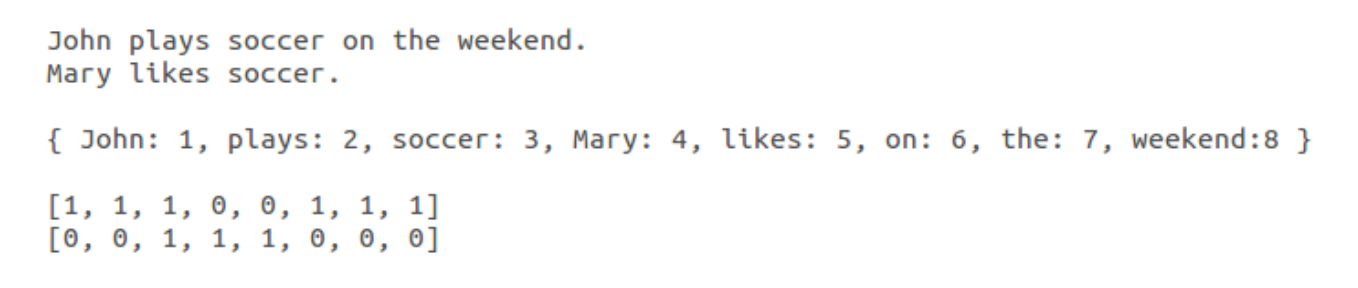 John plays soccer on the weekend.
Mary likes soccer.
{ John: 1, plays: 2, soccer: 3, Mary: 4, likes: 5, on: 6, the: 7, weekend:8 }
[1, 1, 1, 0, 0, 1, 1, 1]
[0, 0, 1, 1, 1, 0, 0, 0]